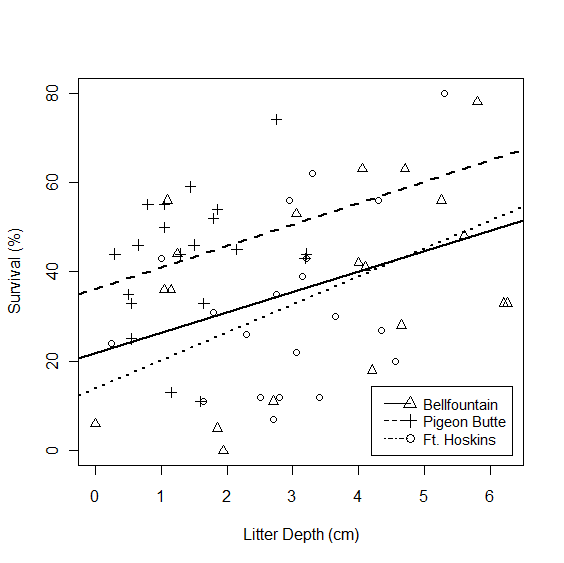 80
60
40
20
0
Survival (%)
0 1 2 3 4 5 6
Litter Depth (cm)
Bellfountain
Pigeon Butte
Ft. Hoskins